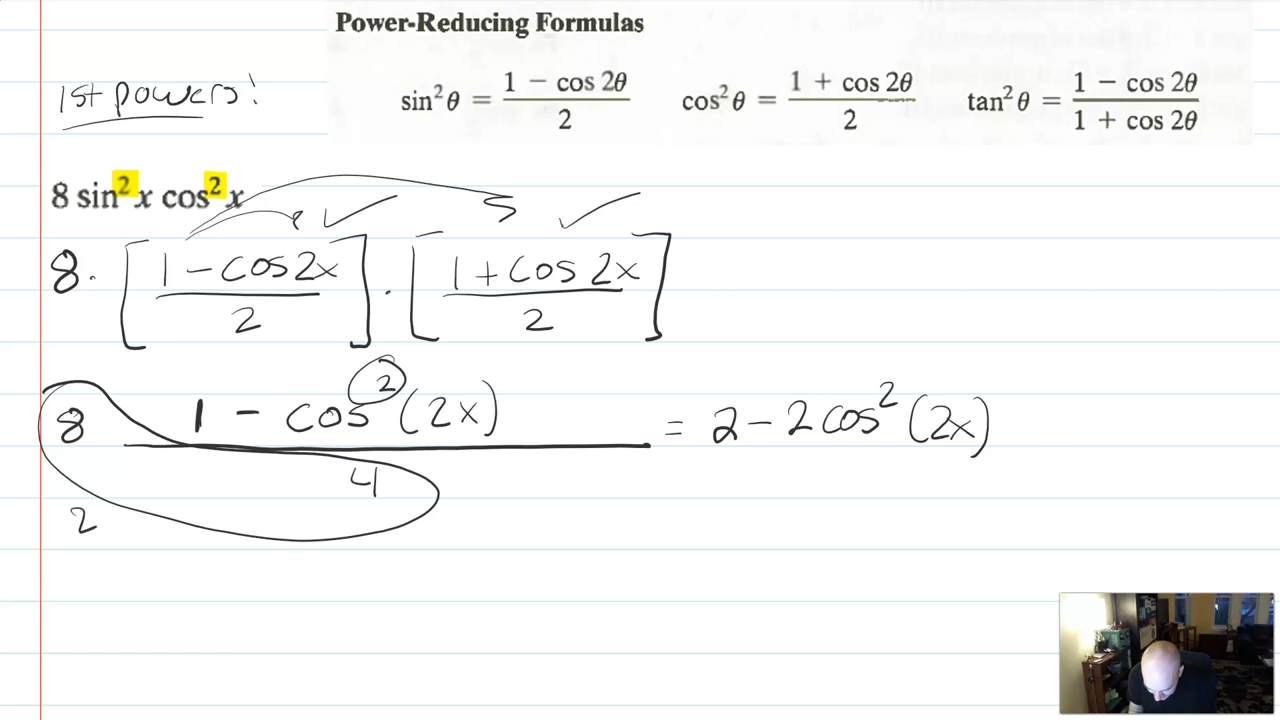 Power-Reducing Formulas
1st powers!
sin²θ = (1 − cos 2θ)/2 cos²θ = (1 + cos 2θ)/2 tan²θ = (1 − cos 2θ)/(1 + cos 2θ)
8 sin²x cos²x
8 · [(1 − cos2x)/2] · [(1 + cos 2x)/2]
8 (1 − cos²(2x))/4 = 2 − 2cos²(2x)
2